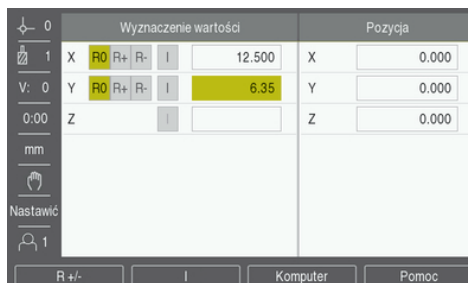 0 Wyznaczenie wartości Pozycja
1 X R0 R+ R- I 12.500 X 0.000
V: 0 Y R0 R+ R- I 6.35 Y 0.000
0:00 Z I Z 0.000
mm
Nastawić
1
R +/- I Komputer Pomoc